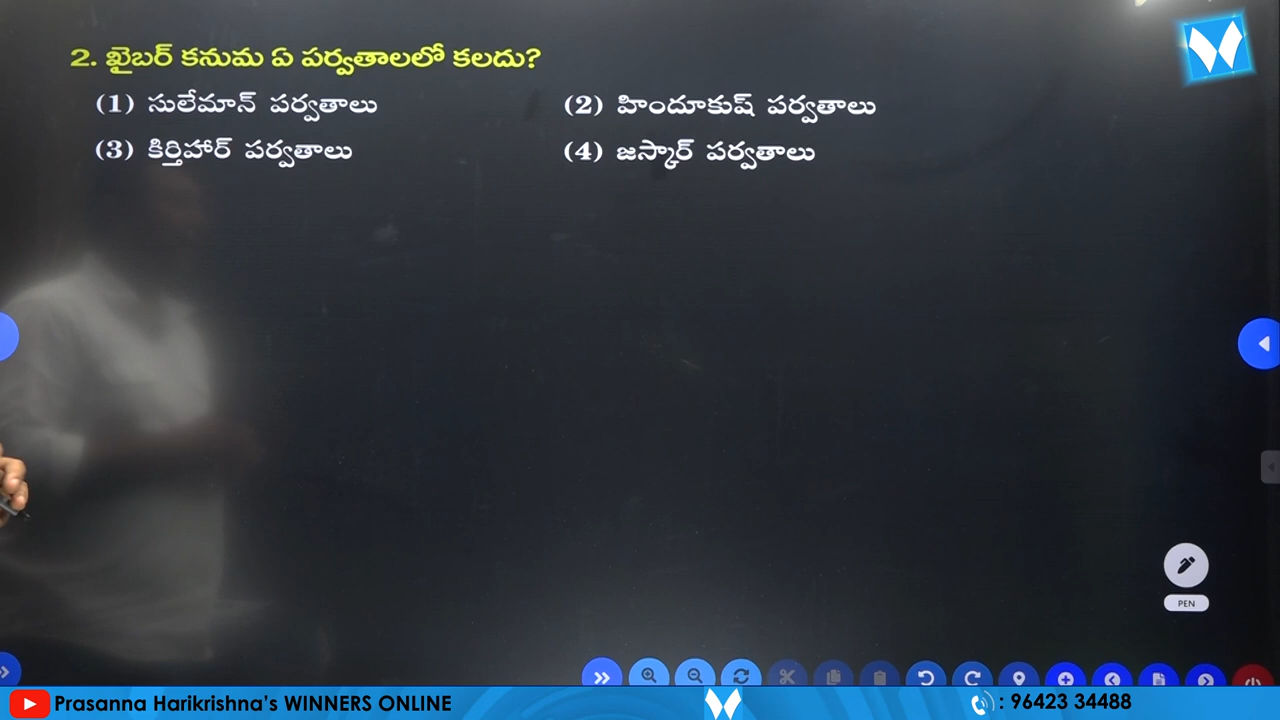 2. ఖైబర్ కనుమ ఏ పర్వతాలలో కలదు?
(1) సులేమాన్ పర్వతాలు (2) హిందూకుష్ పర్వతాలు
(3) కిర్తిహార్ పర్వతాలు (4) జస్కార్ పర్వతాలు
PEN
Prasanna Harikrishna's WINNERS ONLINE : 96423 34488